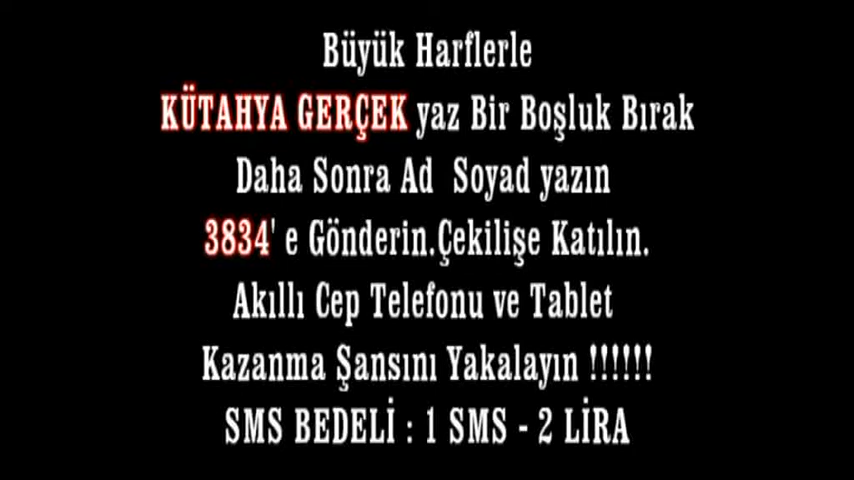 Büyük Harflerle
KÜTAHYA GERÇEK yaz Bir Boşluk Bırak
Daha Sonra Ad Soyad yazın
3834' e Gönderin.Çekilişe Katılın.
Akıllı Cep Telefonu ve Tablet
Kazanma Şansını Yakalayın !!!!!!
SMS BEDELİ : 1 SMS - 2 LİRA